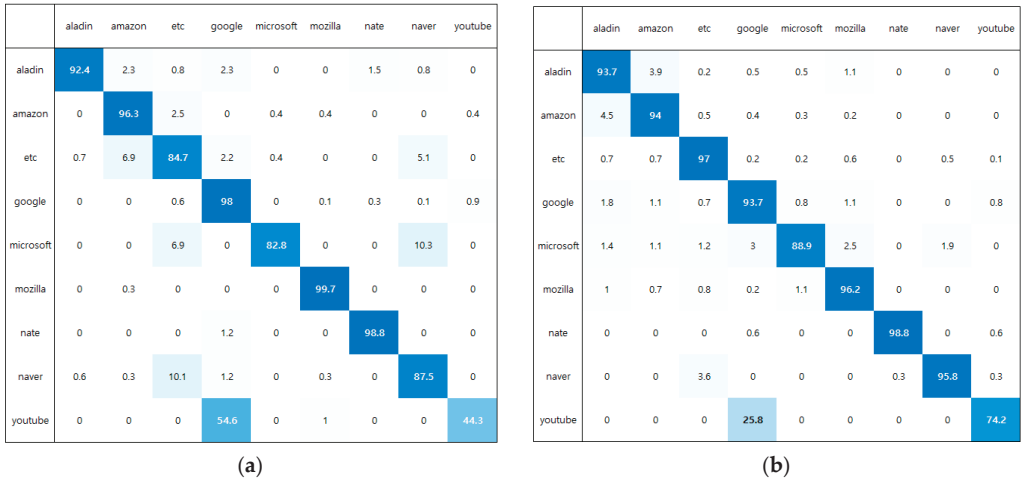 aladin amazon etc google microsoft mozilla nate naver youtube
aladin 92.4 2.3 0.8 2.3 0 0 1.5 0.8 0
amazon 0 96.3 2.5 0 0.4 0.4 0 0 0.4
etc 0.7 6.9 84.7 2.2 0.4 0 0 5.1 0
google 0 0 0.6 98 0 0.1 0.3 0.1 0.9
microsoft 0 0 6.9 0 82.8 0 0 10.3 0
mozilla 0 0.3 0 0 0 99.7 0 0 0
nate 0 0 0 1.2 0 0 98.8 0 0
naver 0.6 0.3 10.1 1.2 0 0.3 0 87.5 0
youtube 0 0 0 54.6 0 1 0 0 44.3
(a)
aladin amazon etc google microsoft mozilla nate naver youtube
aladin 93.7 3.9 0.2 0.5 0.5 1.1 0 0 0
amazon 4.5 94 0.5 0.4 0.3 0.2 0 0 0
etc 0.7 0.7 97 0.2 0.2 0.6 0 0.5 0.1
google 1.8 1.1 0.7 93.7 0.8 1.1 0 0 0.8
microsoft 1.4 1.1 1.2 3 88.9 2.5 0 1.9 0
mozilla 1 0.7 0.8 0.2 1.1 96.2 0 0 0
nate 0 0 0 0.6 0 0 98.8 0 0.6
naver 0 0 3.6 0 0 0 0.3 95.8 0.3
youtube 0 0 0 25.8 0 0 0 0 74.2
(b)